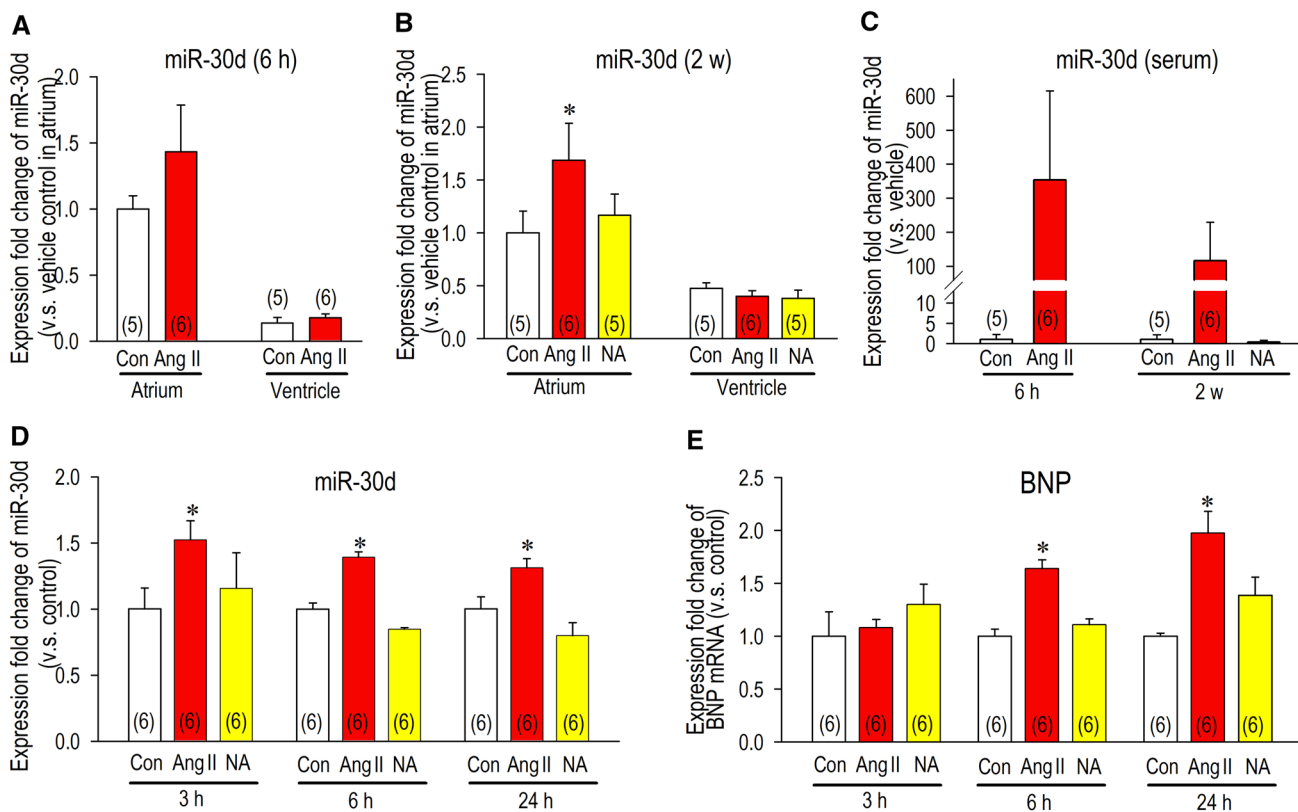 A
miR-30d (6 h)
Expression fold change of miR-30d
(v.s. vehicle control in atrium)
2.0
1.5
1.0
0.5
0.0
(5)
(6)
(5)
(6)
Con Ang II
Con Ang II
Atrium
Ventricle
B
miR-30d (2 w)
Expression fold change of miR-30d
(v.s. vehicle control in atrium)
2.5
2.0
1.5
1.0
0.5
0.0
*
(5)
(6)
(5)
(5)
(6)
(5)
Con Ang II NA
Con Ang II NA
Atrium
Ventricle
C
miR-30d (serum)
Expression fold change of miR-30d
(v.s. vehicle)
600
500
400
300
200
100
10
5
0
(5)
(6)
(5)
(6)
Con Ang II
Con Ang II NA
6 h
2 w
D
miR-30d
Expression fold change of miR-30d
(v.s. control)
2.0
1.5
1.0
0.5
0.0
*
*
*
(6)
(6)
(6)
(6)
(6)
(6)
(6)
(6)
(6)
Con Ang II NA
Con Ang II NA
Con Ang II NA
3 h
6 h
24 h
E
BNP
Expression fold change of
BNP mRNA (v.s. control)
2.5
2.0
1.5
1.0
0.5
0.0
*
*
(6)
(6)
(6)
(6)
(6)
(6)
(6)
(6)
(6)
Con Ang II NA
Con Ang II NA
Con Ang II NA
3 h
6 h
24 h